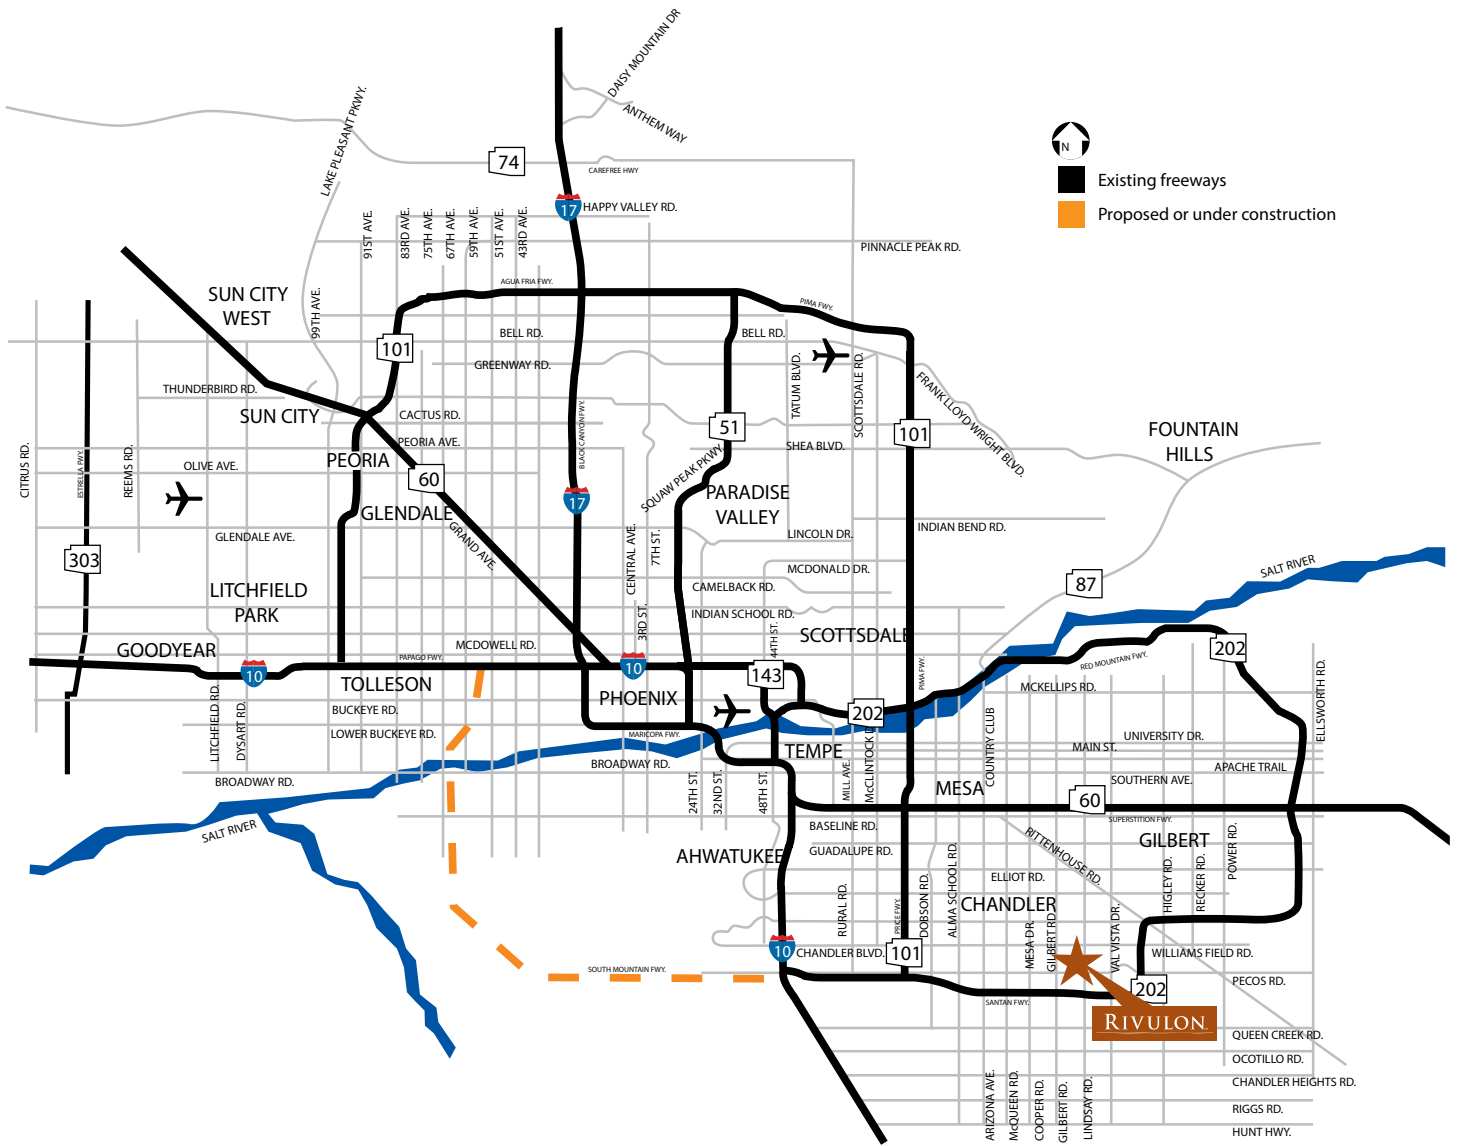 DAISY MOUNTAIN DR
ANTHEM WAY
LAKE PLEASANT PKWY.
74
CAREFREE HWY
N
Existing freeways
Proposed or under construction
17
HAPPY VALLEY RD.
91ST AVE.
83RD AVE.
75TH AVE.
67TH AVE.
59TH AVE.
51ST AVE.
43RD AVE.
PINNACLE PEAK RD.
SUN CITY
WEST
99TH AVE.
AGUA FRIA FWY.
PIMA FWY.
BELL RD.
BELL RD.
101
GREENWAY RD.
TATUM BLVD.
SCOTTSDALE RD.
FRANK LLOYD WRIGHT BLVD.
THUNDERBIRD RD.
SUN CITY
CACTUS RD.
BLACK CANYON FWY.
51
101
FOUNTAIN
HILLS
PEORIA AVE.
SHEA BLVD.
CITRUS RD.
ESTRELLA FWY.
REEMS RD.
OLIVE AVE.
PEORIA
60
SQUAW PEAK PKWY.
17
PARADISE
VALLEY
GLENDALE
GRAND AVE.
INDIAN BEND RD.
GLENDALE AVE.
CENTRAL AVE.
7TH ST.
LINCOLN DR.
303
MCDONALD DR.
SALT RIVER
87
LITCHFIELD
PARK
CAMELBACK RD.
3RD ST.
INDIAN SCHOOL RD.
44TH ST.
SCOTTSDALE
GOODYEAR
MCDOWELL RD.
PAPAGO FWY.
10
10
143
PIMA FWY.
RED MOUNTAIN FWY.
202
TOLLESON
PHOENIX
MCKELLIPS RD.
ELLSWORTH RD.
LITCHFIELD RD.
DYSART RD.
BUCKEYE RD.
202
LOWER BUCKEYE RD.
MARICOPA FWY.
COUNTRY CLUB
UNIVERSITY DR.
MAIN ST.
TEMPE
BROADWAY RD.
BROADWAY RD.
APACHE TRAIL
SOUTHERN AVE.
24TH ST.
32ND ST.
48TH ST.
MILL AVE.
McCLINTOCK D
MESA
60
SUPERSTITION FWY.
SALT RIVER
BASELINE RD.
RITTENHOUSE RD.
GILBERT
AHWATUKEE
GUADALUPE RD.
POWER RD.
ELLIOT RD.
HIGLEY RD.
RECKER RD.
RURAL RD.
PRICE FWY.
DOBSON RD.
ALMA SCHOOL RD.
CHANDLER
MESA DR.
GILBERT RD.
VAL VISTA DR.
10
CHANDLER BLVD.
101
WILLIAMS FIELD RD.
SOUTH MOUNTAIN FWY.
PECOS RD.
202
SANTAN FWY.
RIVULON
QUEEN CREEK RD.
OCOTILLO RD.
CHANDLER HEIGHTS RD.
ARIZONA AVE.
McQUEEN RD.
COOPER RD.
GILBERT RD.
LINDSAY RD.
RIGGS RD.
HUNT HWY.